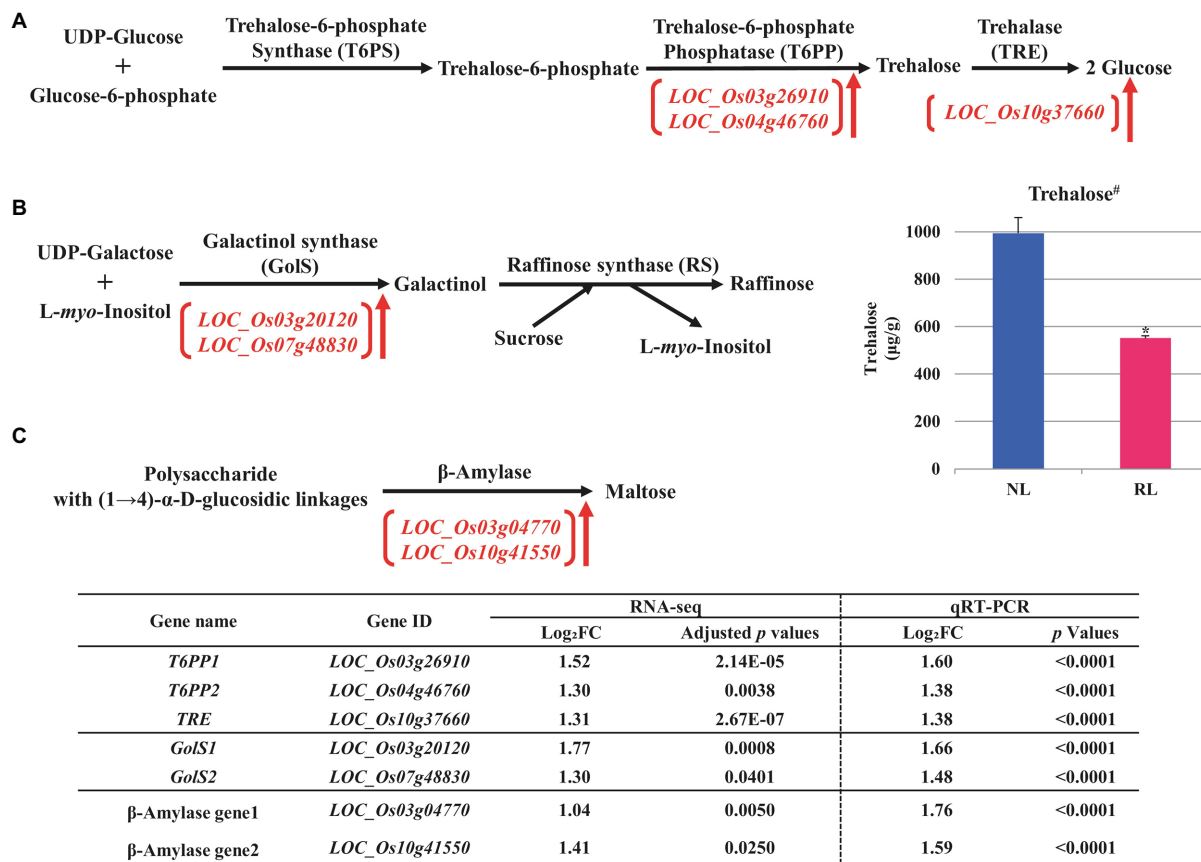 A
UDP-Glucose
+
Glucose-6-phosphate
Trehalose-6-phosphate
Synthase (T6PS)
Trehalose-6-phosphate
Trehalose-6-phosphate
Phosphatase (T6PP)
LOC_Os03g26910
LOC_Os04g46760
Trehalose
Trehalase
(TRE)
LOC_Os10g37660
2 Glucose
B
UDP-Galactose
+
L-myo-Inositol
Galactinol synthase
(GolS)
LOC_Os03g20120
LOC_Os07g48830
Galactinol
Raffinose synthase (RS)
Sucrose
L-myo-Inositol
Raffinose
Trehalose#
Trehalose
(μg/g)
1000
800
600
400
200
0
*
NL RL
C
Polysaccharide
with (1→4)-α-D-glucosidic linkages
β-Amylase
LOC_Os03g04770
LOC_Os10g41550
Maltose
Gene name Gene ID RNA-seq qRT-PCR
Log₂FC Adjusted p values Log₂FC p Values
T6PP1 LOC_Os03g26910 1.52 2.14E-05 1.60 <0.0001
T6PP2 LOC_Os04g46760 1.30 0.0038 1.38 <0.0001
TRE LOC_Os10g37660 1.31 2.67E-07 1.38 <0.0001
GolS1 LOC_Os03g20120 1.77 0.0008 1.66 <0.0001
GolS2 LOC_Os07g48830 1.30 0.0401 1.48 <0.0001
β-Amylase gene1 LOC_Os03g04770 1.04 0.0050 1.76 <0.0001
β-Amylase gene2 LOC_Os10g41550 1.41 0.0250 1.59 <0.0001